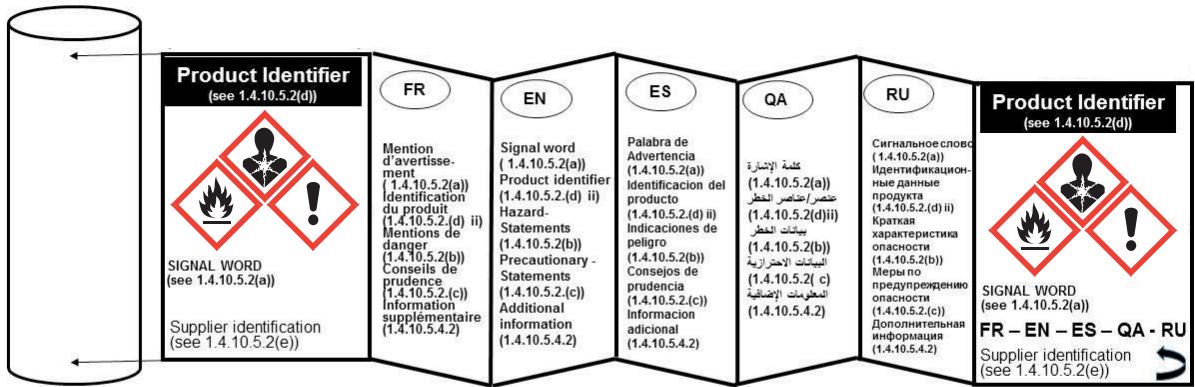 Product Identifier
(see 1.4.10.5.2(d))
SIGNAL WORD
(see 1.4.10.5.2(a))
Supplier identification
(see 1.4.10.5.2(e))
FR
Mention
d'avertisse-
ment
( 1.4.10.5.2(a))
Identification
du produit
(1.4.10.5.2.(d) ii)
Mentions de
danger
(1.4.10.5.2(b))
Conseils de
prudence
(1.4.10.5.2.(c))
Information
supplémentaire
(1.4.10.5.4.2)
EN
Signal word
( 1.4.10.5.2(a))
Product identifier
(1.4.10.5.2.(d) ii)
Hazard-
Statements
(1.4.10.5.2(b))
Precautionary -
Statements
(1.4.10.5.2.(c))
Additional
information
(1.4.10.5.4.2)
ES
Palabra de
Advertencia
(1.4.10.5.2(a))
Identificacion del
producto
(1.4.10.5.2.(d) ii)
Indicaciones de
peligro
(1.4.10.5.2(b))
Consejos de
prudencia
(1.4.10.5.2.(c))
Informacion
adicional
(1.4.10.5.4.2)
QA
كلمة الإشارة
(1.4.10.5.2(a))
عنصر/عناصر الخطر
(1.4.10.5.2(d)ii)
بيانات الخطر
(1.4.10.5.2(b))
البيانات الاحترازية
(1.4.10.5.2( c)
المعلومات الإضافية
(1.4.10.5.4.2)
RU
Сигнальное слово
( 1.4.10.5.2(a))
Идентификацион-
ные данные
продукта
(1.4.10.5.2.(d) ii)
Краткая
характеристика
опасности
(1.4.10.5.2(b))
Меры по
предупреждению
опасности
(1.4.10.5.2.(c))
Дополнительная
информация
(1.4.10.5.4.2)
Product Identifier
(see 1.4.10.5.2(d))
SIGNAL WORD
(see 1.4.10.5.2(a))
FR – EN – ES – QA - RU
Supplier identification
(see 1.4.10.5.2(e))